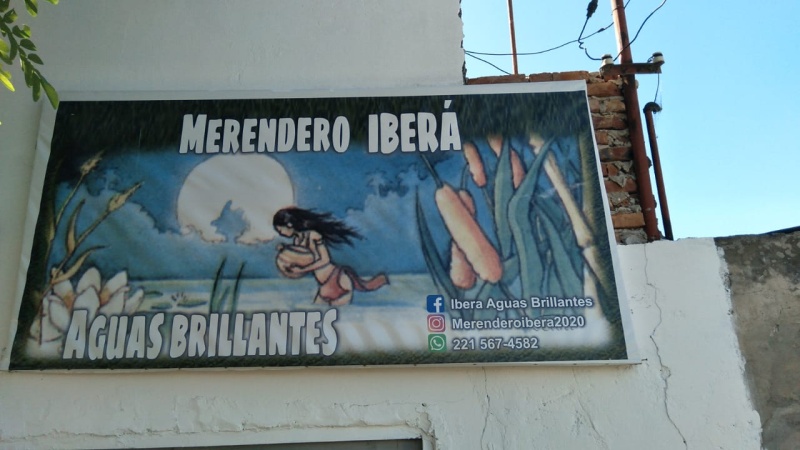 MERENDERO IBERÁ
AGUAS BRILLANTES
Ibera Aguas Brillantes
Merenderoibera2020
221 567-4582